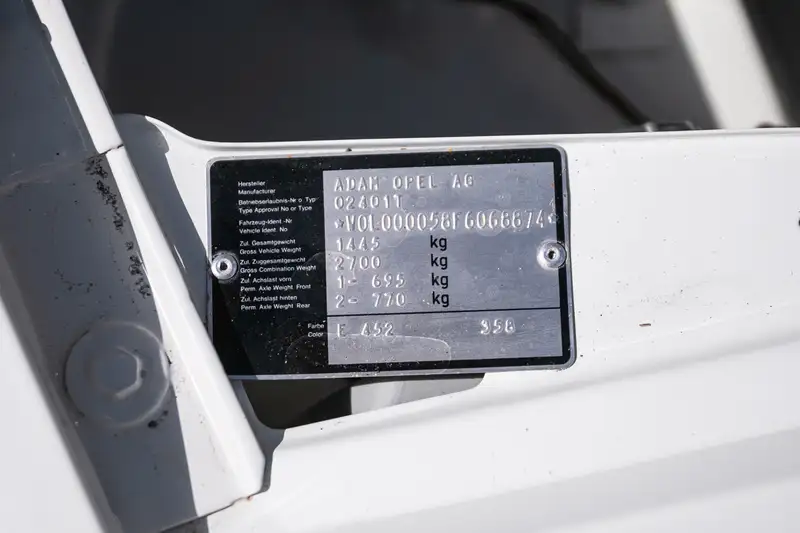 Hersteller
Manufacturer
ADAM OPEL AG
Betriebserlaubnis-Nr o. Typ
Type Approval No or Type
02401T
Fahrzeug-Ident.-Nr
Vehicle Ident. No
*W0L000058F6068874*
Zul. Gesamtgewicht
Gross Vehicle Weight
1445 kg
Zul. Zuggesamtgewicht
Gross Combination Weight
2700 kg
Zul. Achslast vorn
Perm. Axle Weight Front
1- 695 kg
Zul. Achslast hinten
Perm. Axle Weight Rear
2- 770 kg
Farbe
Color
E 452 358